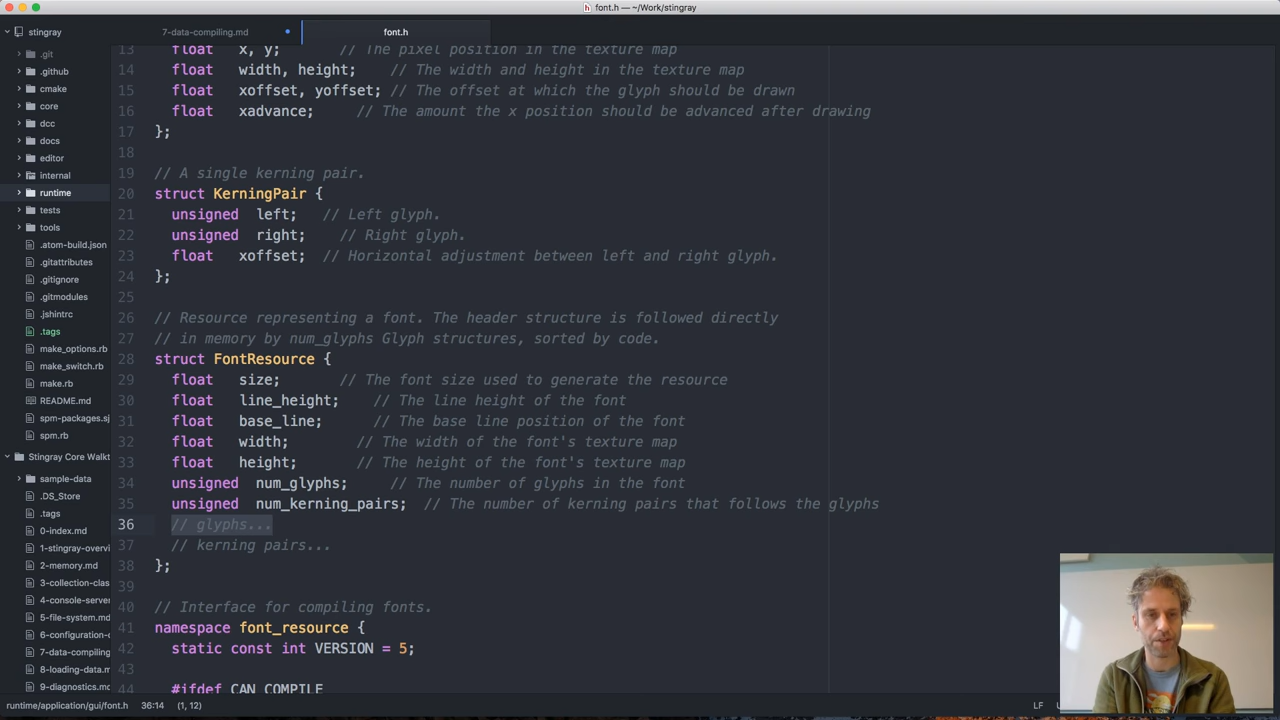 font.h — ~/Work/stingray
stingray
7-data-compiling.md
font.h
.git
.github
cmake
core
dcc
docs
editor
internal
runtime
tests
tools
.atom-build.json
.gitattributes
.gitignore
.gitmodules
.jshintrc
.tags
make_options.rb
make_switch.rb
make.rb
README.md
spm-packages.sj
spm.rb
Stingray Core Walkt
sample-data
.DS_Store
.tags
0-index.md
1-stingray-overvi
2-memory.md
3-collection-clas
4-console-server
5-file-system.md
6-configuration-c
7-data-compiling
8-loading-data.m
9-diagnostics.md
13 float x, y; // The pixel position in the texture map
14 float width, height; // The width and height in the texture map
15 float xoffset, yoffset; // The offset at which the glyph should be drawn
16 float xadvance; // The amount the x position should be advanced after drawing
17 };
18
19 // A single kerning pair.
20 struct KerningPair {
21 unsigned left; // Left glyph.
22 unsigned right; // Right glyph.
23 float xoffset; // Horizontal adjustment between left and right glyph.
24 };
25
26 // Resource representing a font. The header structure is followed directly
27 // in memory by num_glyphs Glyph structures, sorted by code.
28 struct FontResource {
29 float size; // The font size used to generate the resource
30 float line_height; // The line height of the font
31 float base_line; // The base line position of the font
32 float width; // The width of the font's texture map
33 float height; // The height of the font's texture map
34 unsigned num_glyphs; // The number of glyphs in the font
35 unsigned num_kerning_pairs; // The number of kerning pairs that follows the glyphs
36 // glyphs...
37 // kerning pairs...
38 };
39
40 // Interface for compiling fonts.
41 namespace font_resource {
42 static const int VERSION = 5;
43
44 #ifdef CAN_COMPILE
runtime/application/gui/font.h 36:14 (1, 12)
LF